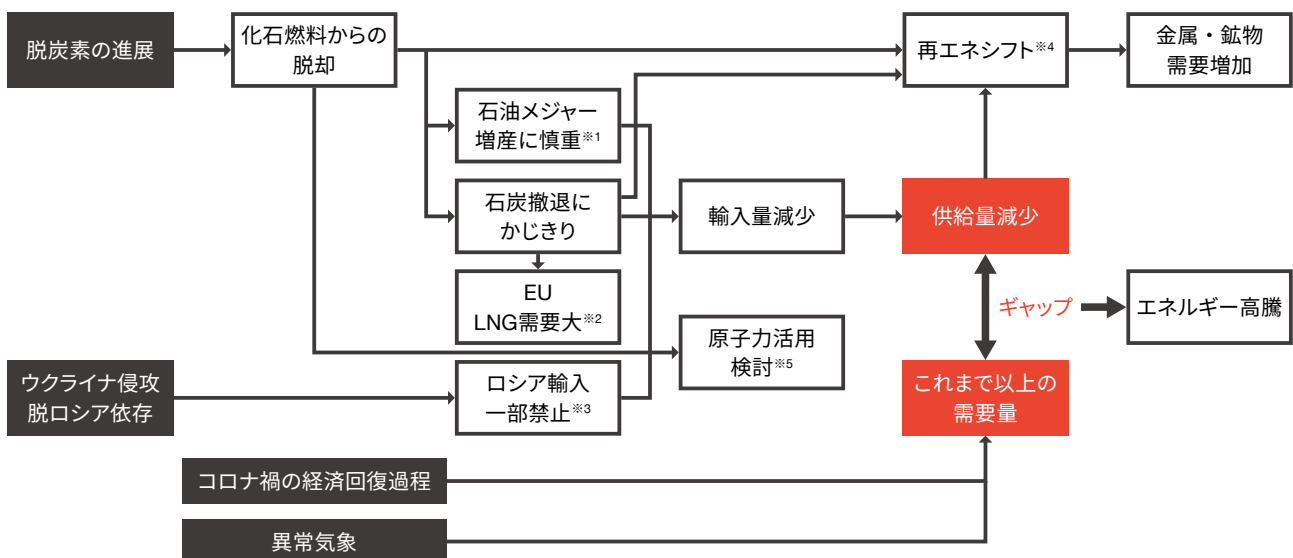 脱炭素の進展
化石燃料からの
脱却
再エネシフト※4
金属・鉱物
需要増加
石油メジャー
増産に慎重※1
石炭撤退に
かじきり
輸入量減少
供給量減少
EU
LNG需要大※2
ギャップ
エネルギー高騰
原子力活用
検討※5
ウクライナ侵攻
脱ロシア依存
ロシア輸入
一部禁止※3
これまで以上の
需要量
コロナ禍の経済回復過程
異常気象